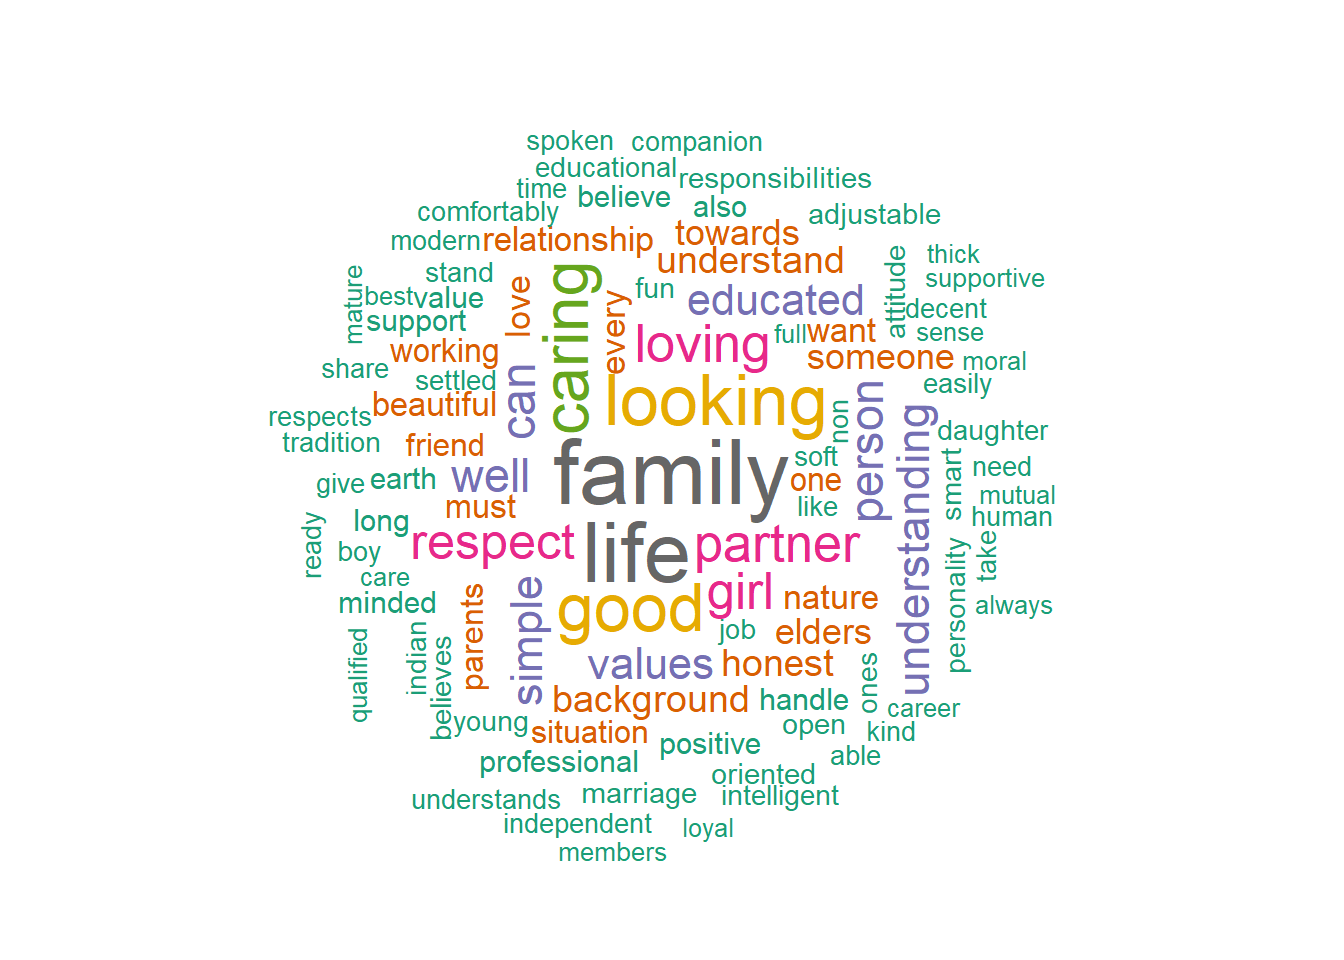 spoken companion
educational
time believe responsibilities
comfortably also adjustable
modern relationship towards
understand
stand thick
supportive
mature best value love fun every educated attitude decent
support caring loving full want sense
working someone moral
share settled looking easily
beautiful can person
respects non daughter
tradition friend family understanding
well soft smart need
give earth one
must like mutual
long human
ready boy respect life partner take
care girl nature personality always
minded simple good
parents job elders
qualified indian values honest
believes background handle ones career
young situation open kind
positive able
professional oriented
understands marriage intelligent
independent loyal
members